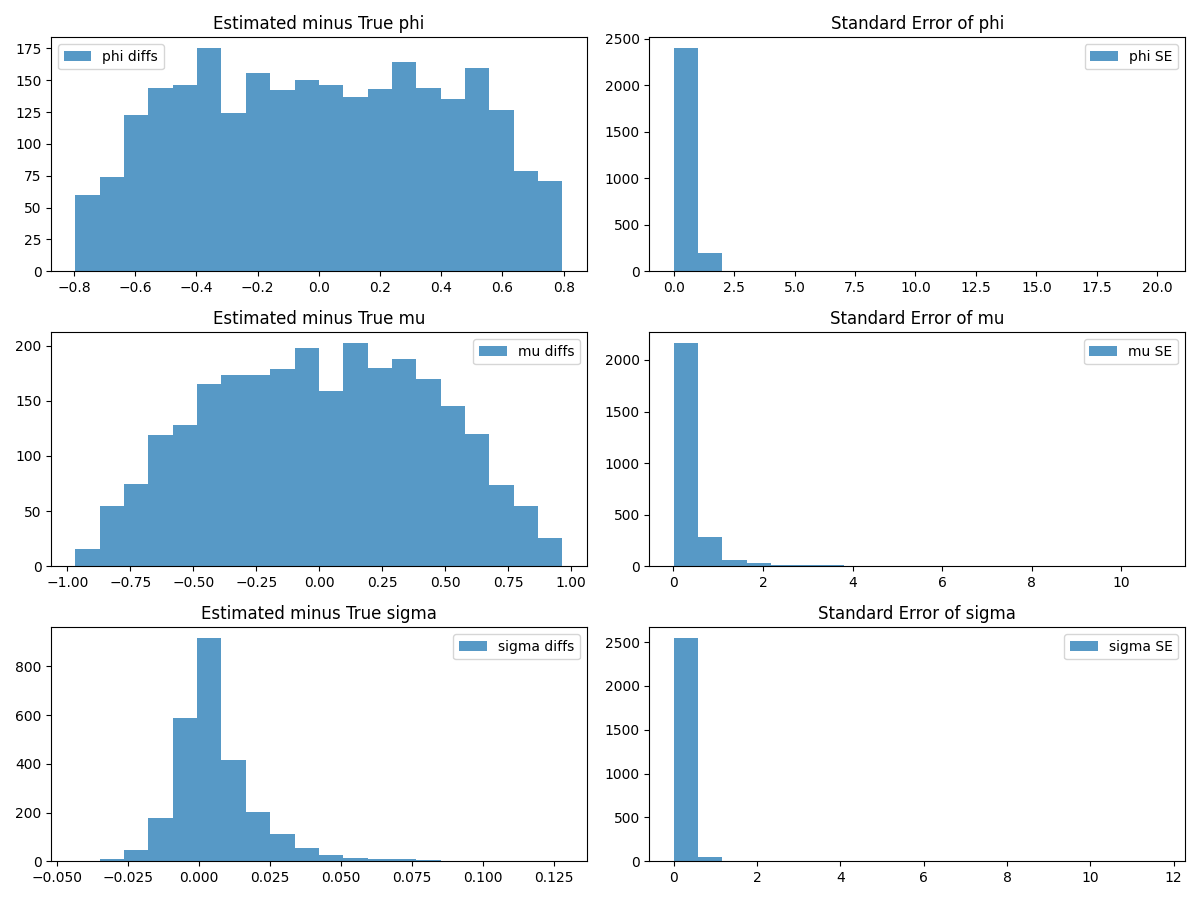 Estimated minus True phi
phi diffs
175
150
125
100
75
50
25
0
−0.8 −0.6 −0.4 −0.2 0.0 0.2 0.4 0.6 0.8
Standard Error of phi
phi SE
2500
2000
1500
1000
500
0
0.0 2.5 5.0 7.5 10.0 12.5 15.0 17.5 20.0
Estimated minus True mu
mu diffs
200
150
100
50
0
−1.00 −0.75 −0.50 −0.25 0.00 0.25 0.50 0.75 1.00
Standard Error of mu
mu SE
2000
1500
1000
500
0
0 2 4 6 8 10
Estimated minus True sigma
sigma diffs
800
600
400
200
0
−0.050 −0.025 0.000 0.025 0.050 0.075 0.100 0.125
Standard Error of sigma
sigma SE
2500
2000
1500
1000
500
0
0 2 4 6 8 10 12